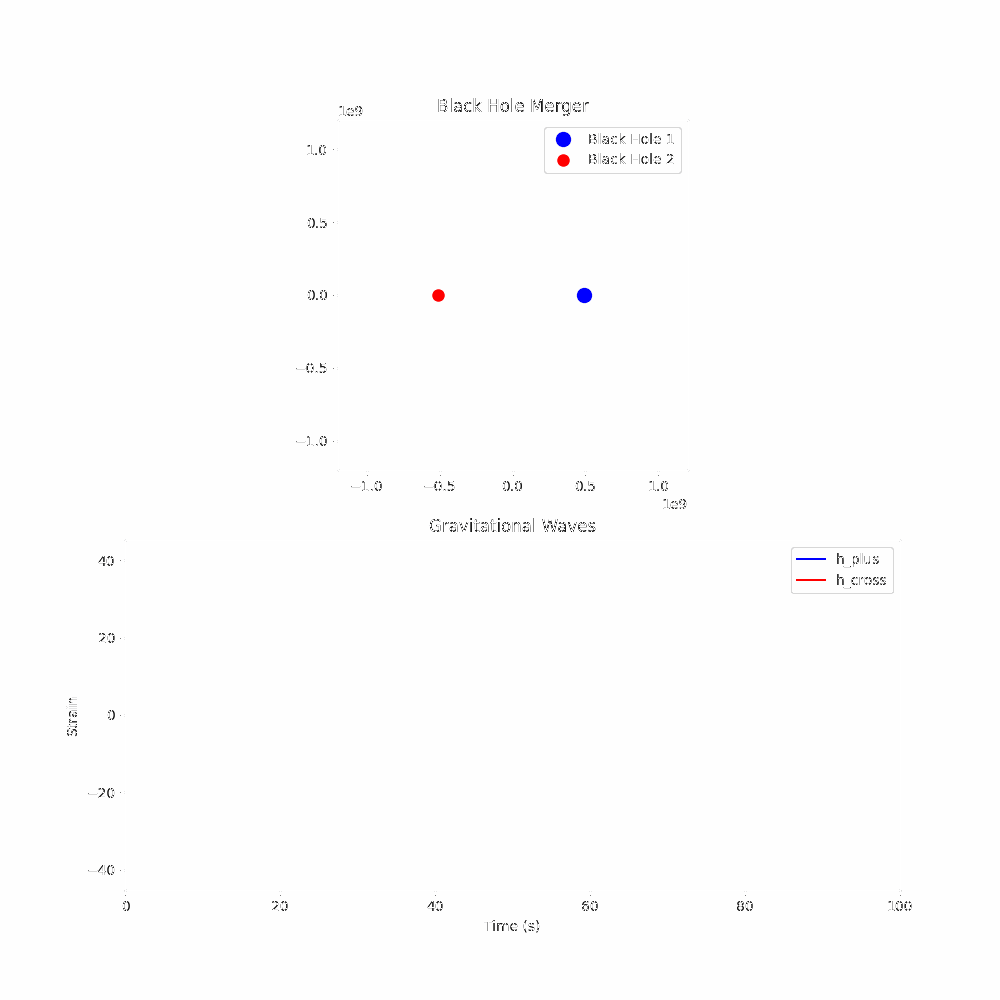 Black Hole Merger
1e9
Black Hole 1
Black Hole 2
1.0
0.5
0.0
−0.5
−1.0
−1.0 −0.5 0.0 0.5 1.0
1e9
Gravitational Waves
h_plus
h_cross
40
20
0
−20
−40
Strain
0 20 40 60 80 100
Time (s)